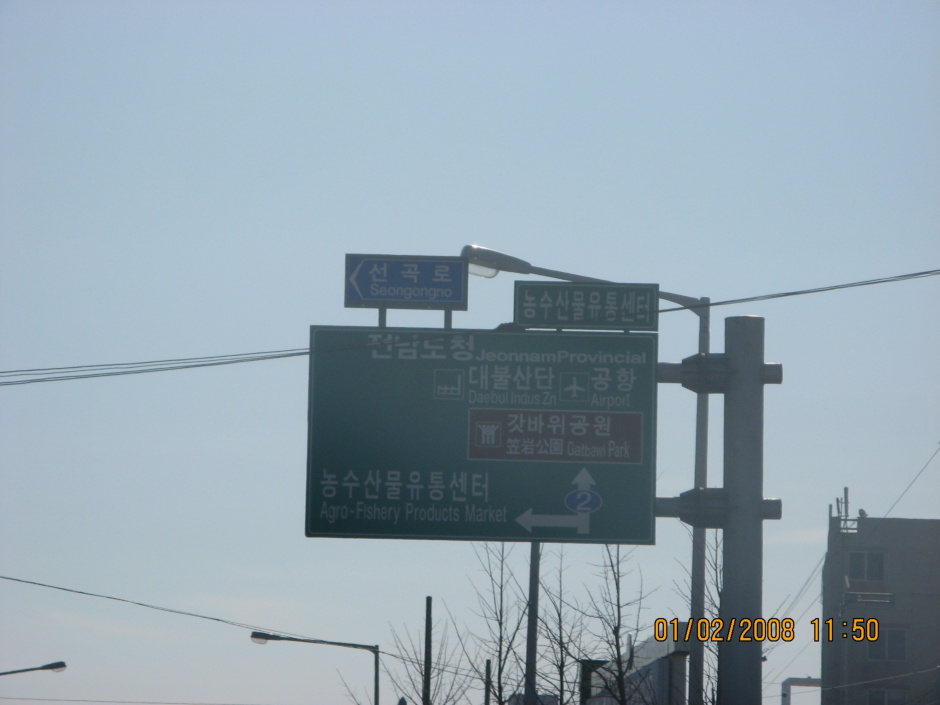 선곡로
Seongongno
농수산물유통센터
전남도청 Jeonnam Provincial
대불산단 공항
Daebul Indus Zn Airport
갓바위공원
笠岩公園 Gatbawi Park
농수산물유통센터
2
Agro-Fishery Products Market
01/02/2008 11:50